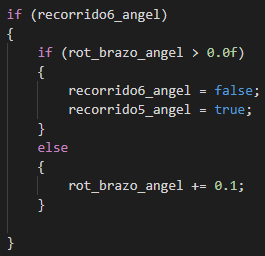 if (recorrido6_angel)
{
    if (rot_brazo_angel > 0.0f)
    {
        recorrido6_angel = false;
        recorrido5_angel = true;
    }
    else
    {
        rot_brazo_angel += 0.1;
    }
}